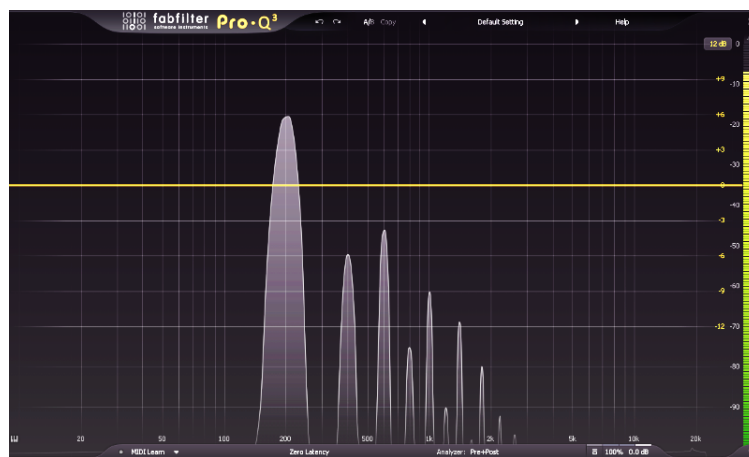 fabfilter Pro·Q³
software instruments
A/B Copy Default Setting Help
12 dB 0
+9 -10
+6 -20
+3 -30
0 -40
-3
-6 -50
-9 -60
-12 -70
-80
-90
20 50 100 200 500 1k 2k 5k 10k 20k
MIDI Learn Zero Latency Analyzer: Pre+Post 100% 0.0 dB